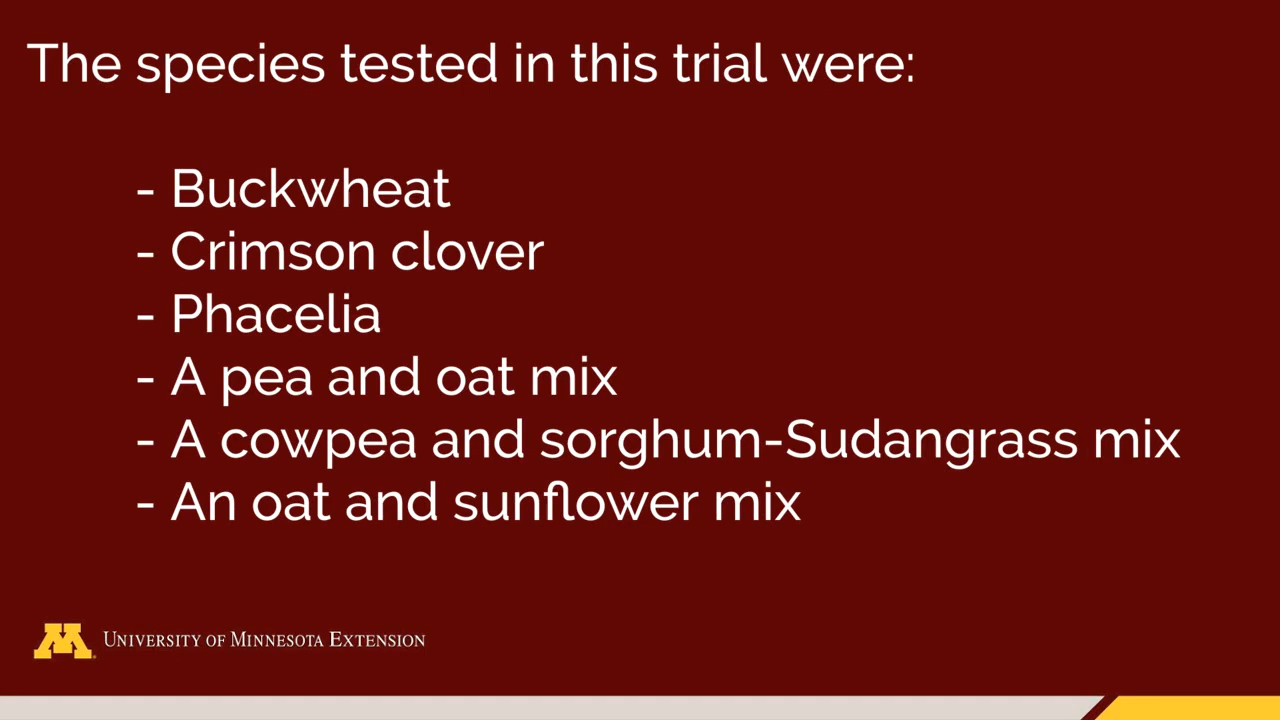 The species tested in this trial were:
- Buckwheat
- Crimson clover
- Phacelia
- A pea and oat mix
- A cowpea and sorghum-Sudangrass mix
- An oat and sunflower mix
M
University of Minnesota Extension